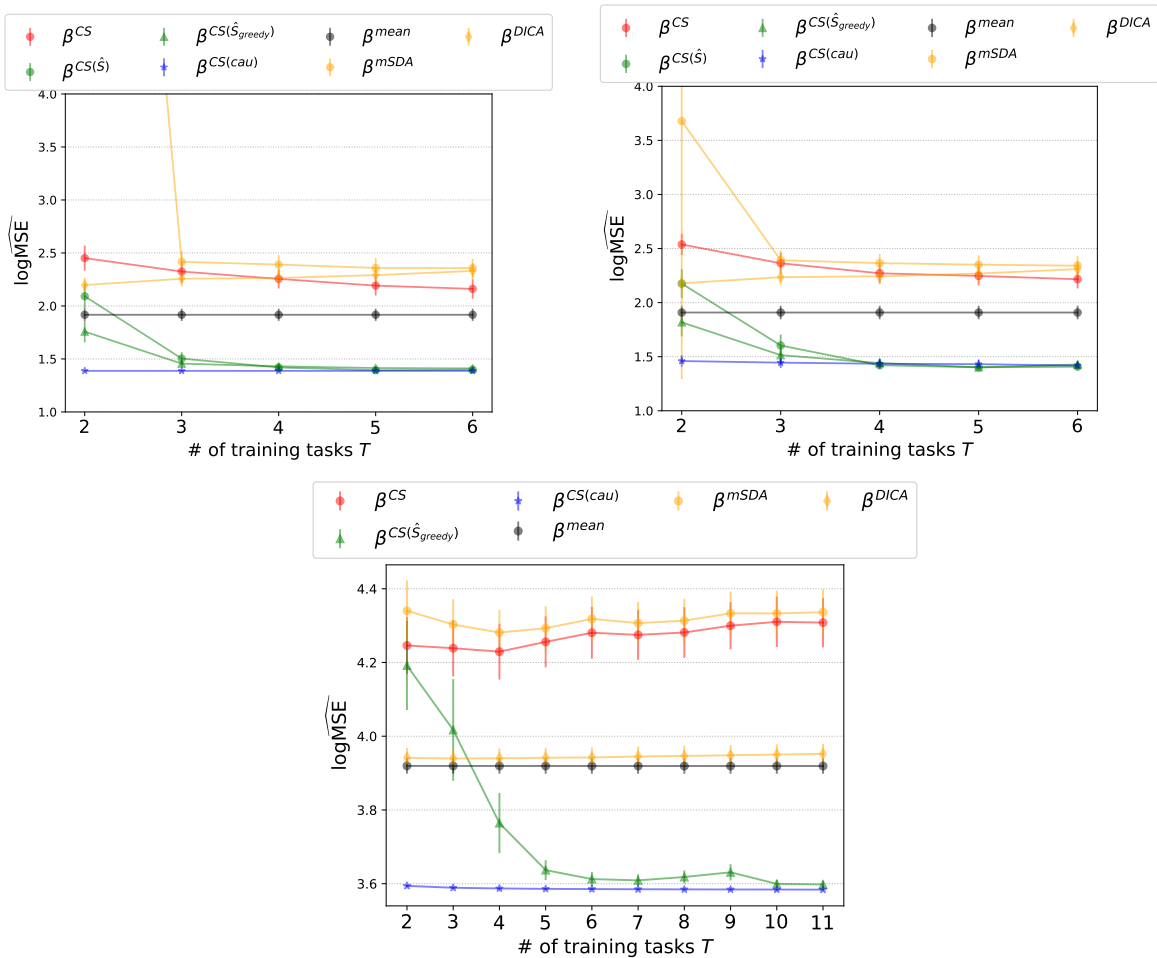 β^CS β^CS(Ŝ_greedy) β^mean β^DICA
β^CS(Ŝ) β^CS(cau) β^mSDA
4.0
3.5
3.0
2.5
2.0
1.5
1.0
logMSE
2 3 4 5 6
# of training tasks T
β^CS β^CS(Ŝ_greedy) β^mean β^DICA
β^CS(Ŝ) β^CS(cau) β^mSDA
4.0
3.5
3.0
2.5
2.0
1.5
1.0
logMSE
2 3 4 5 6
# of training tasks T
β^CS β^CS(cau) β^mSDA β^DICA
β^CS(Ŝ_greedy) β^mean
4.4
4.2
4.0
3.8
3.6
logMSE
2 3 4 5 6 7 8 9 10 11
# of training tasks T